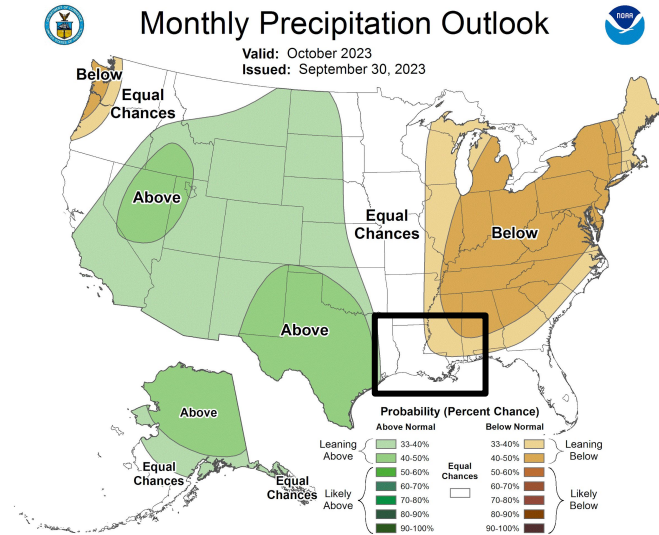 Monthly Precipitation Outlook
NOAA
Valid: October 2023
Issued: September 30, 2023
Below
Equal
Chances
Above
Equal
Chances
Below
Above
Above
Equal
Chances
Equal
Chances
Probability (Percent Chance)
Above Normal
Below Normal
Leaning
Above
33-40%
40-50%
Likely
Above
50-60%
60-70%
70-80%
80-90%
90-100%
Equal
Chances
33-40%
40-50%
Leaning
Below
50-60%
60-70%
70-80%
80-90%
90-100%
Likely
Below